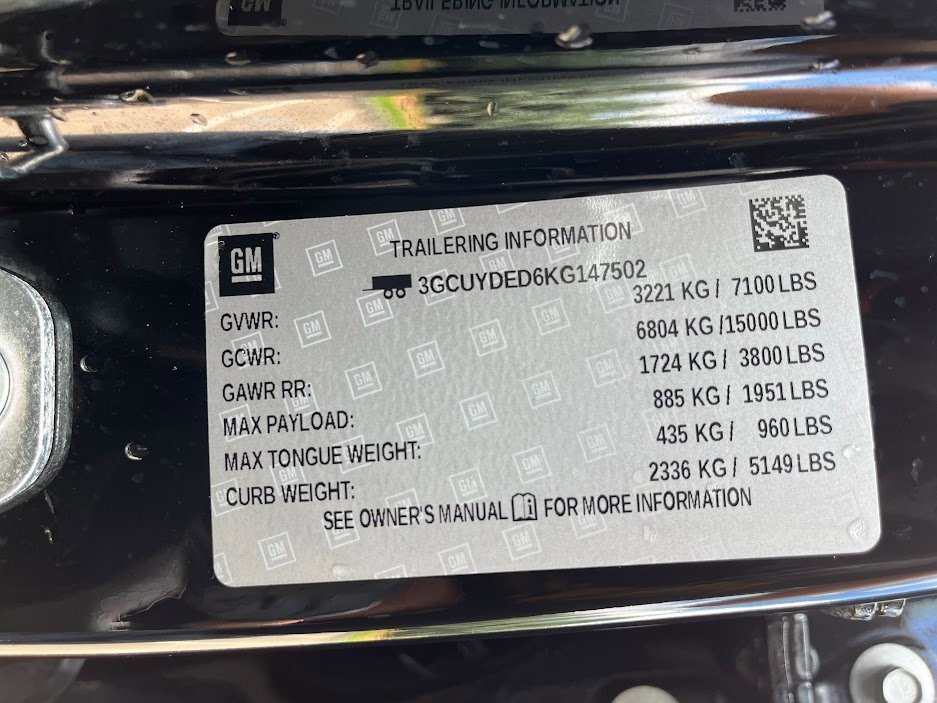 GM
TRAILERING INFORMATION
3GCUYDED6KG147502
GVWR: 3221 KG / 7100 LBS
GCWR: 6804 KG /15000 LBS
GAWR RR: 1724 KG / 3800 LBS
MAX PAYLOAD: 885 KG / 1951 LBS
MAX TONGUE WEIGHT: 435 KG / 960 LBS
CURB WEIGHT: 2336 KG / 5149 LBS
SEE OWNER'S MANUAL FOR MORE INFORMATION